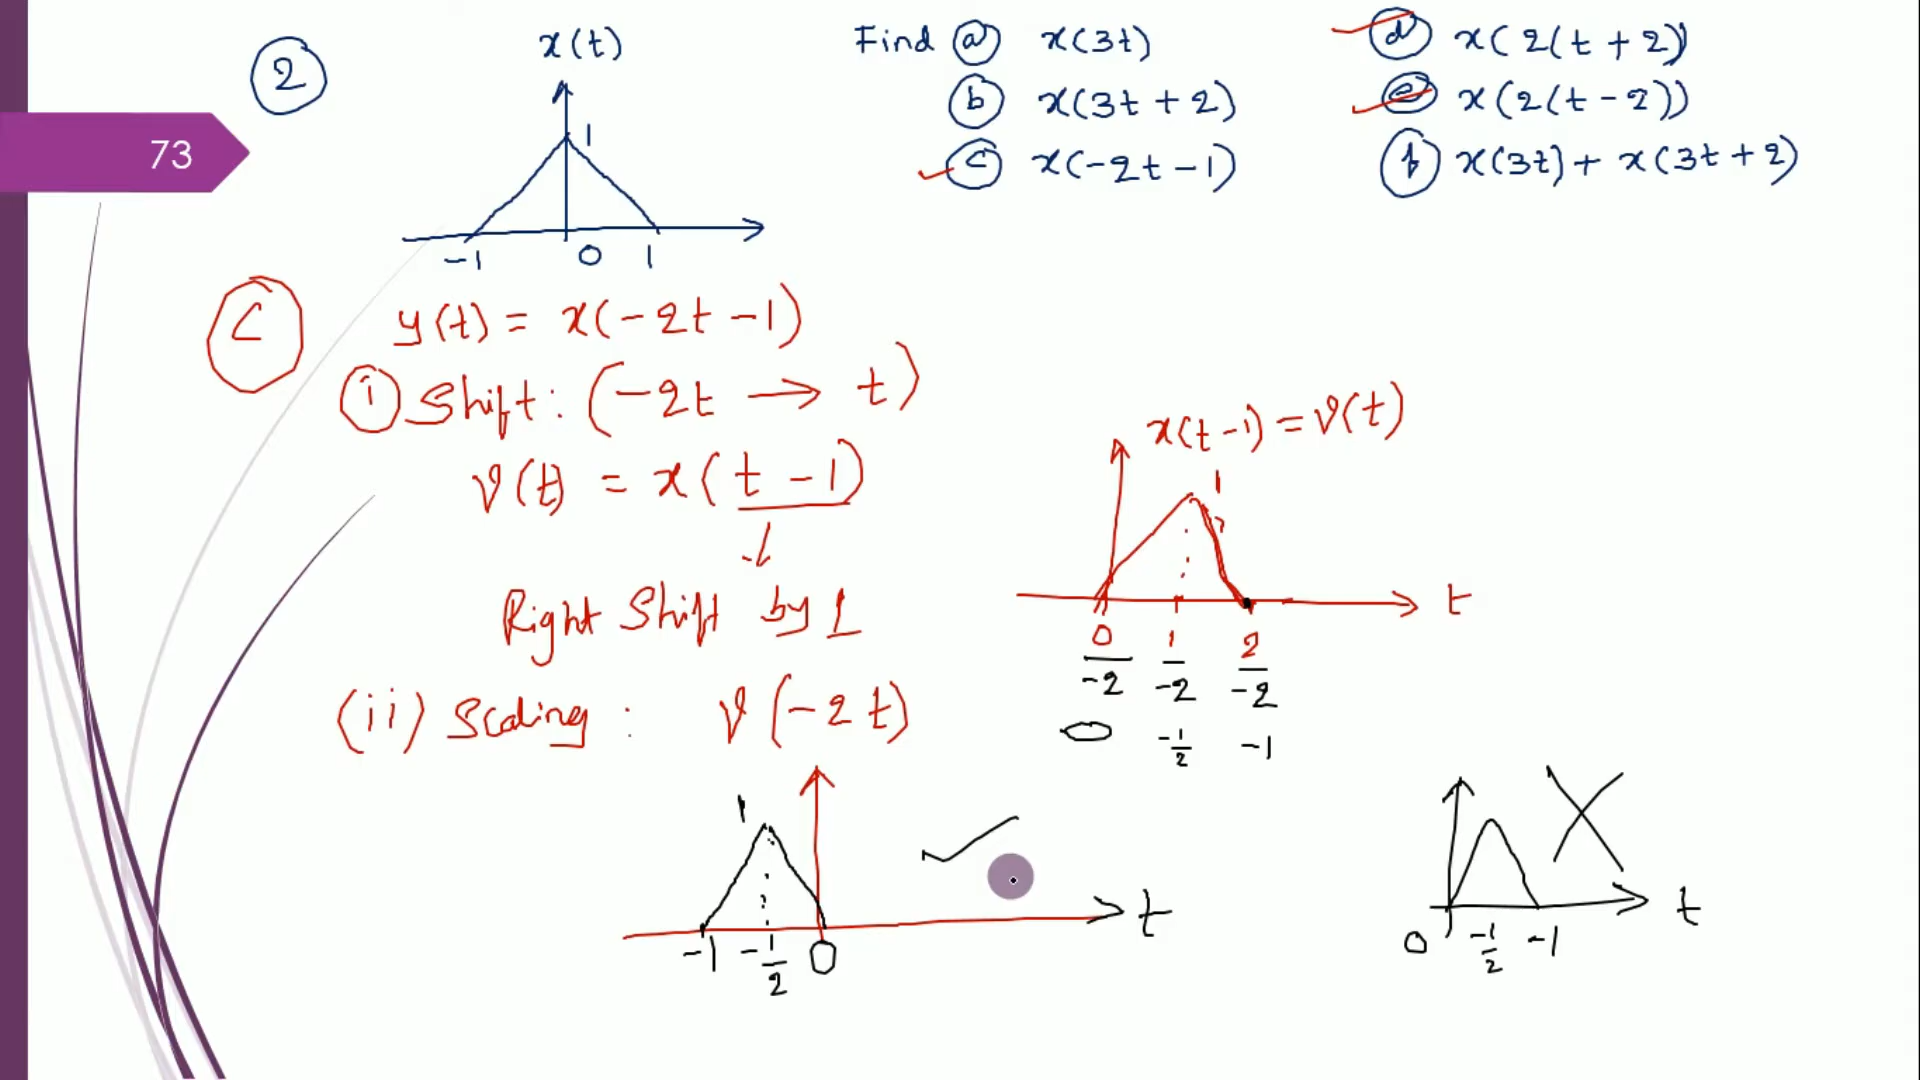 73
②
x(t)
1
-1 0 1
Find ⓐ x(3t)
ⓑ x(3t + 2)
ⓒ x(-2t - 1)
ⓓ x(2(t + 2))
ⓔ x(2(t - 2))
ⓕ x(3t) + x(3t + 2)
Ⓒ y(t) = x(-2t - 1)
ⓘ Shift: (-2t → t)
v(t) = x(t - 1)
Right Shift by 1
x(t-1) = v(t)
1
t
0 1 2
-2 -2 -2
0 -1/2 -1
(ii) Scaling : v(-2t)
1
t
-1 -1/2 0
t
0 -1/2 -1